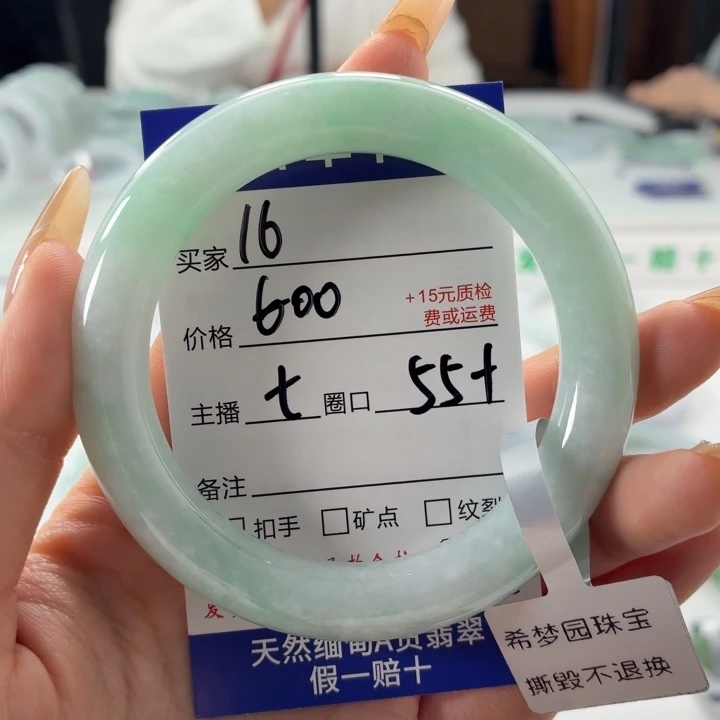 买家 16
价格 600
+15元质检
费或运费
主播 七 圈口 55+
备注
扣手 □矿点 □纹裂
天然缅甸A货翡翠
假一赔十
希梦园珠宝
撕毁不退换